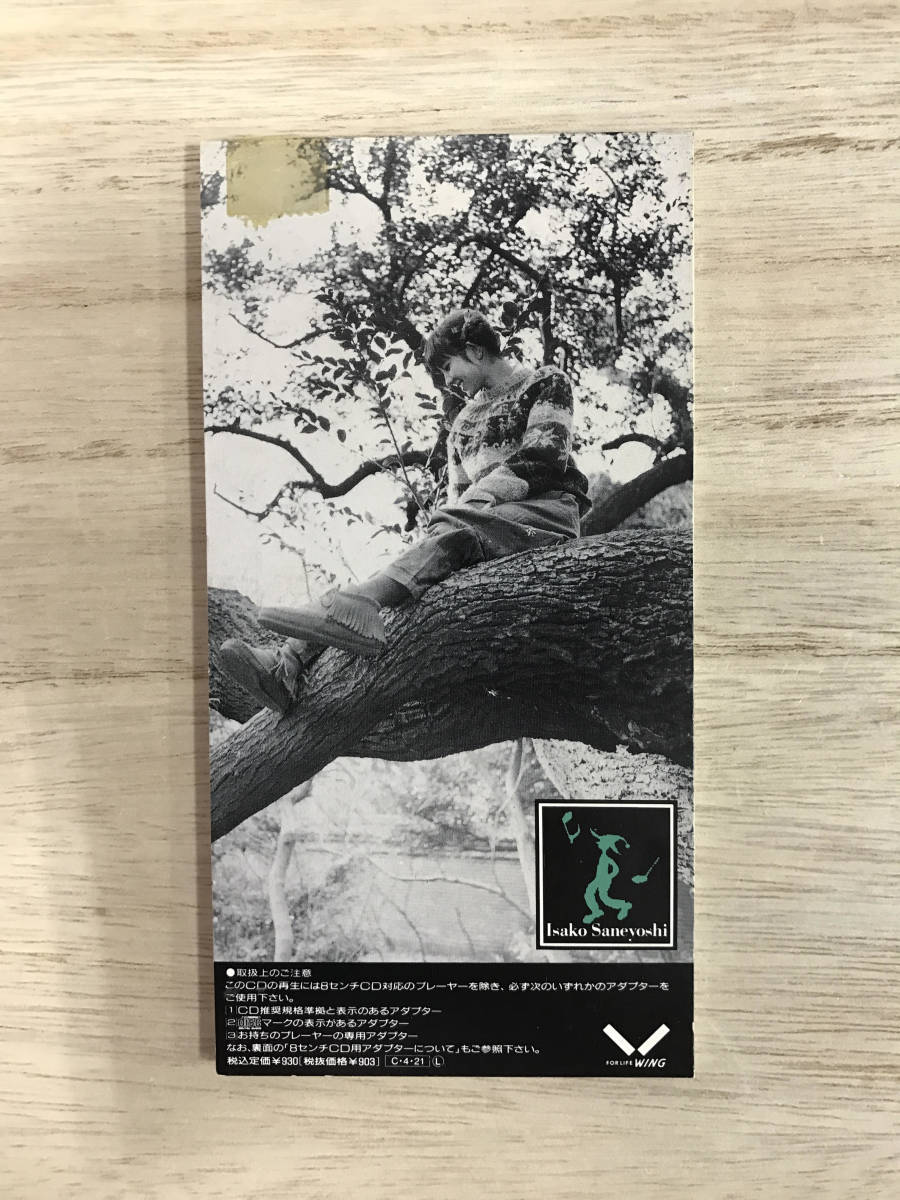 Isako Saneyoshi
●取扱上のご注意
このCDの再生には8センチCD対応のプレーヤーを除き、必ず次のいずれかのアダプターを
ご使用下さい。
1 CD推奨規格準拠と表示のあるアダプター
2 マークの表示があるアダプター
3 お持ちのプレーヤーの専用アダプター
なお、裏面の「8センチCD用アダプターについて」もご参照下さい。
税込定価¥930[税抜価格¥903] C・4・21 Ⓛ
FOR LIFE WING